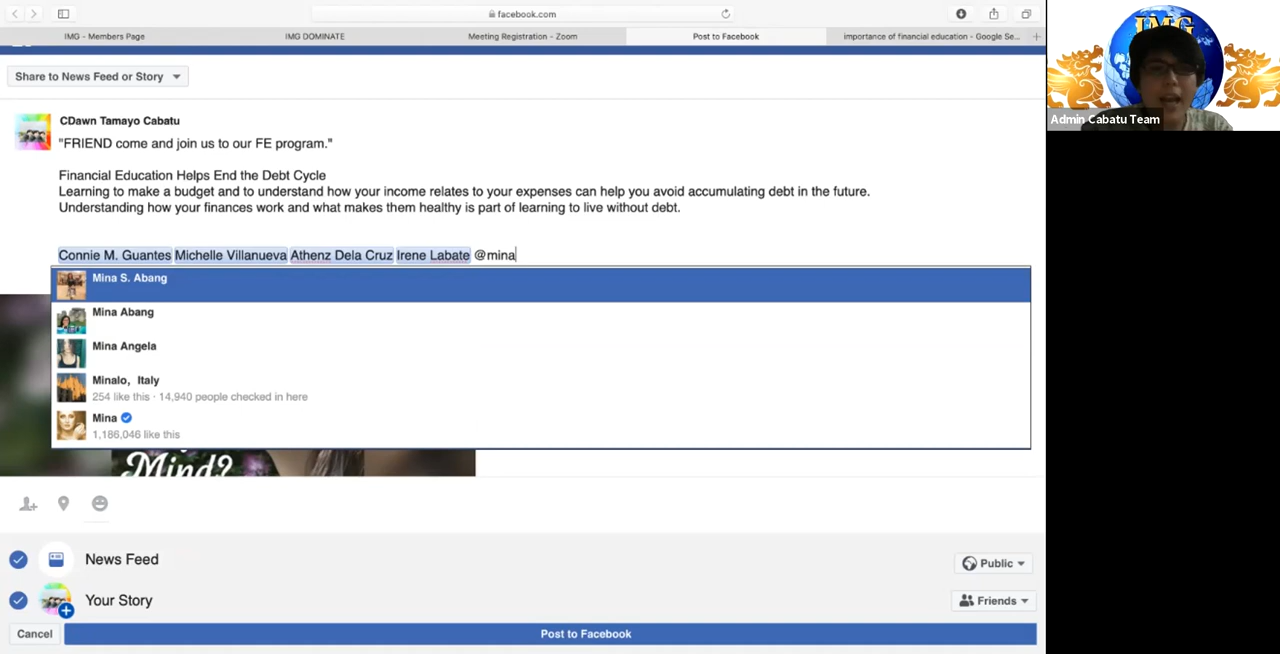 facebook.com
IMG - Members Page
IMG DOMINATE
Meeting Registration - Zoom
Post to Facebook
importance of financial education - Google Se...
IMG
Admin Cabatu Team
Share to News Feed or Story
CDawn Tamayo Cabatu
"FRIEND come and join us to our FE program."
Financial Education Helps End the Debt Cycle
Learning to make a budget and to understand how your income relates to your expenses can help you avoid accumulating debt in the future.
Understanding how your finances work and what makes them healthy is part of learning to live without debt.
Connie M. Guantes Michelle Villanueva Athenz Dela Cruz Irene Labate @mina
Mina S. Abang
Mina Abang
Mina Angela
Minalo, Italy
254 like this · 14,940 people checked in here
Mina
1,186,046 like this
Mind?
News Feed
Public
Your Story
Friends
Cancel
Post to Facebook